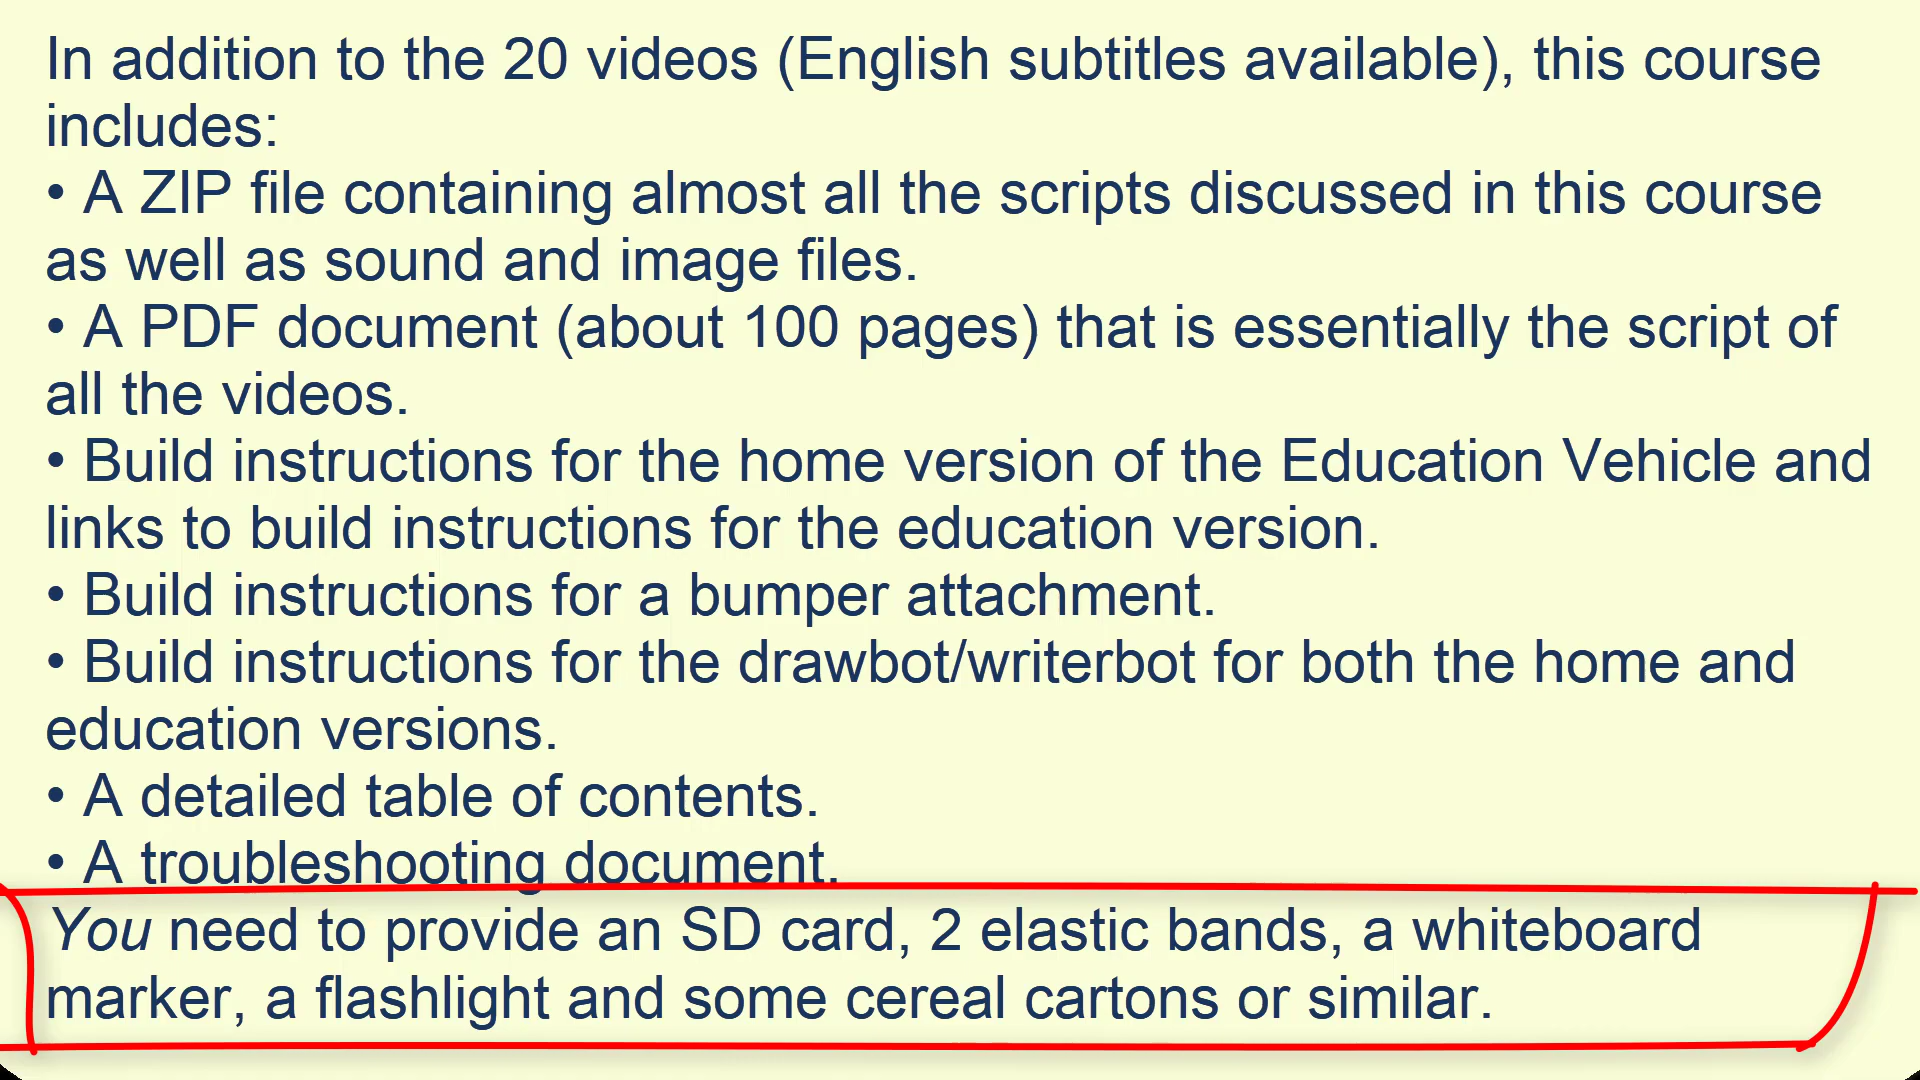 In addition to the 20 videos (English subtitles available), this course
includes:
• A ZIP file containing almost all the scripts discussed in this course
as well as sound and image files.
• A PDF document (about 100 pages) that is essentially the script of
all the videos.
• Build instructions for the home version of the Education Vehicle and
links to build instructions for the education version.
• Build instructions for a bumper attachment.
• Build instructions for the drawbot/writerbot for both the home and
education versions.
• A detailed table of contents.
• A troubleshooting document.
You need to provide an SD card, 2 elastic bands, a whiteboard
marker, a flashlight and some cereal cartons or similar.